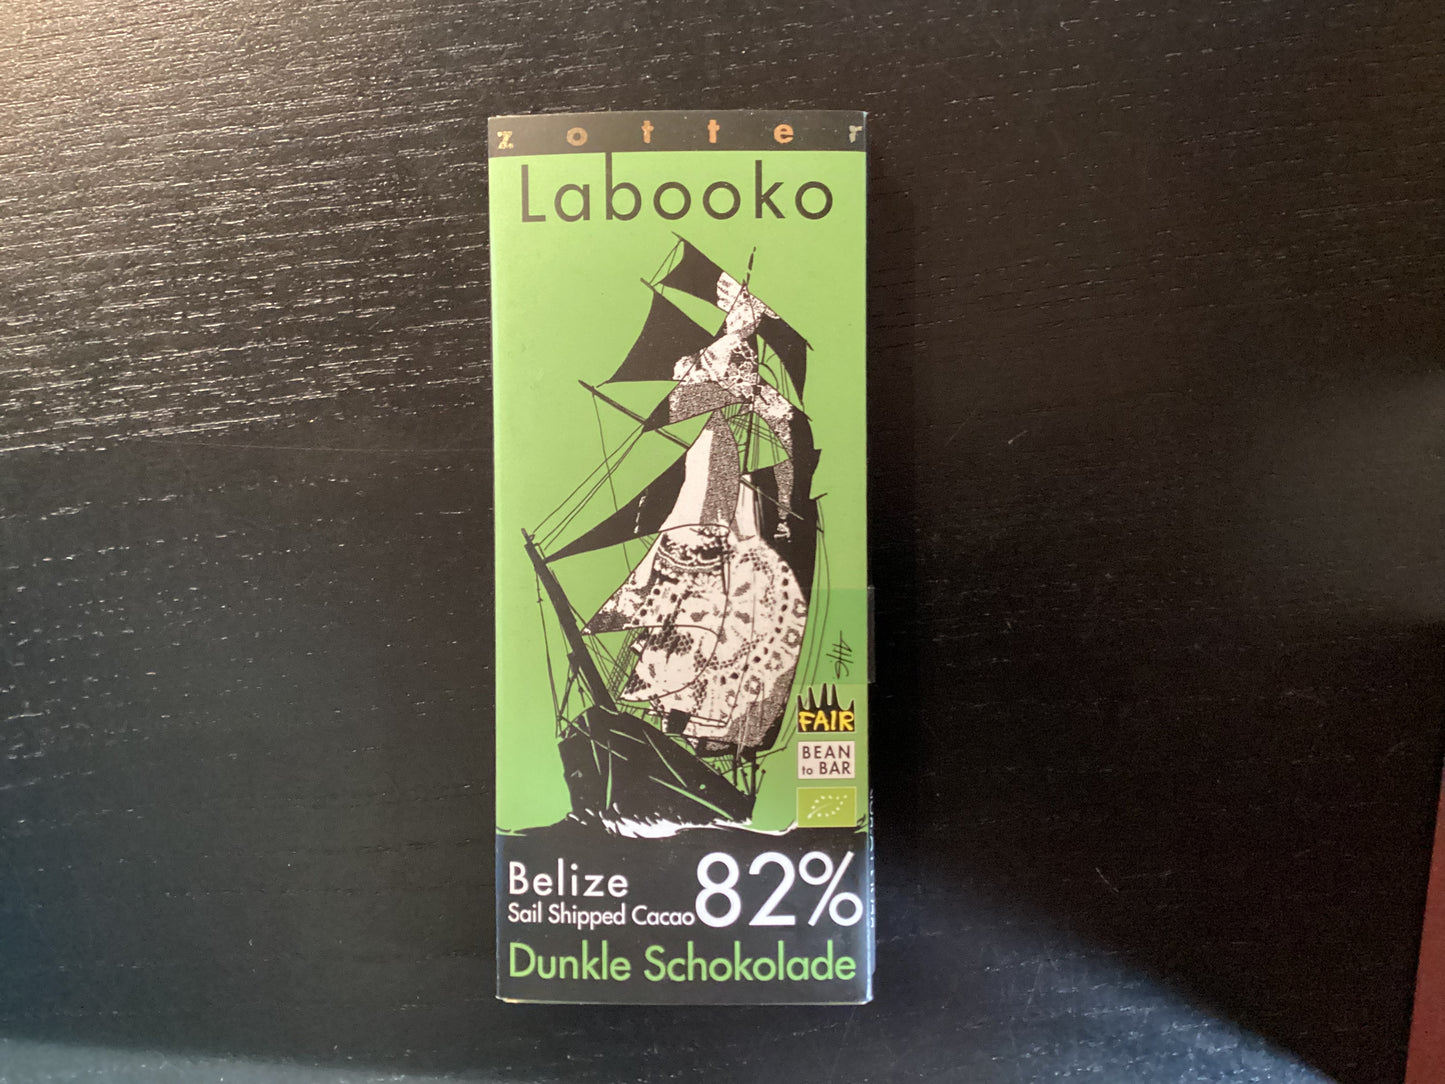 zotter
Labooko
FAIR
BEAN
to BAR
Belize
Sail Shipped Cacao
82%
Dunkle Schokolade